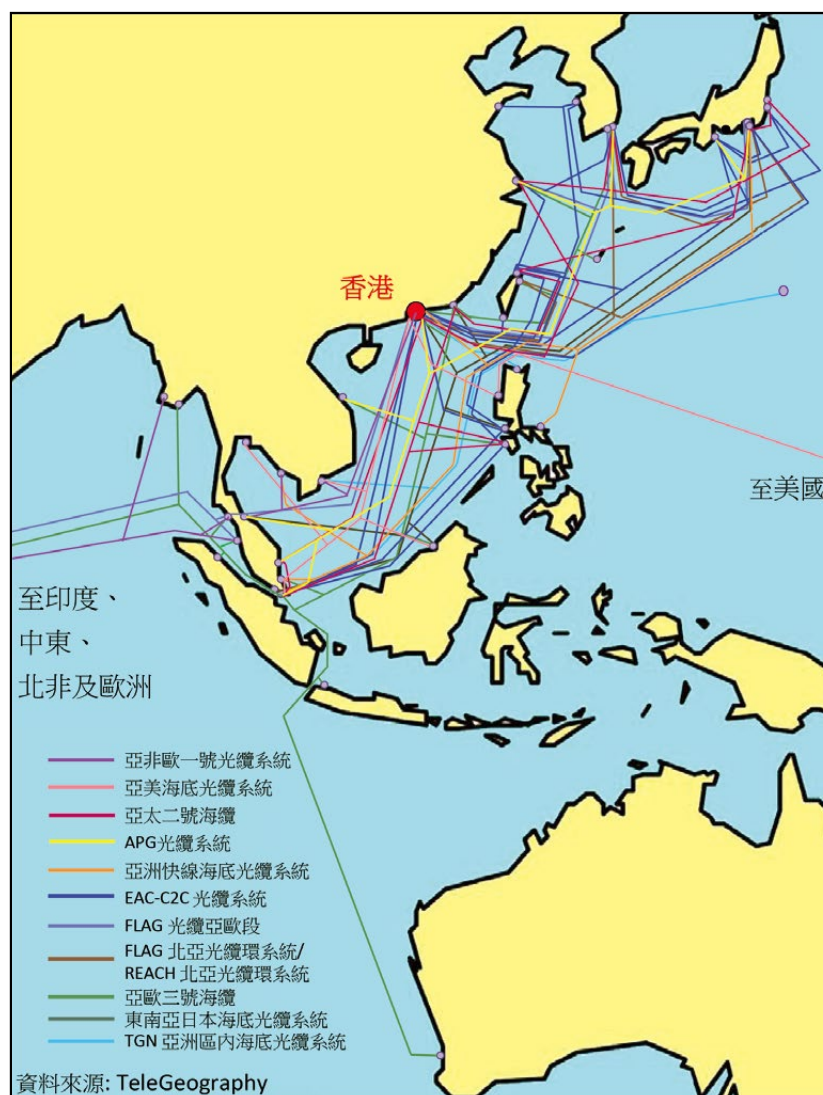 香港
至美國
至印度、
中東、
北非及歐洲
亞非歐一號光纜系統
亞美海底光纜系統
亞太二號海纜
APG光纜系統
亞洲快線海底光纜系統
EAC-C2C 光纜系統
FLAG 光纜亞歐段
FLAG 北亞光纜環系統/
REACH 北亞光纜環系統
亞歐三號海纜
東南亞日本海底光纜系統
TGN 亞洲區內海底光纜系統
資料來源: TeleGeography